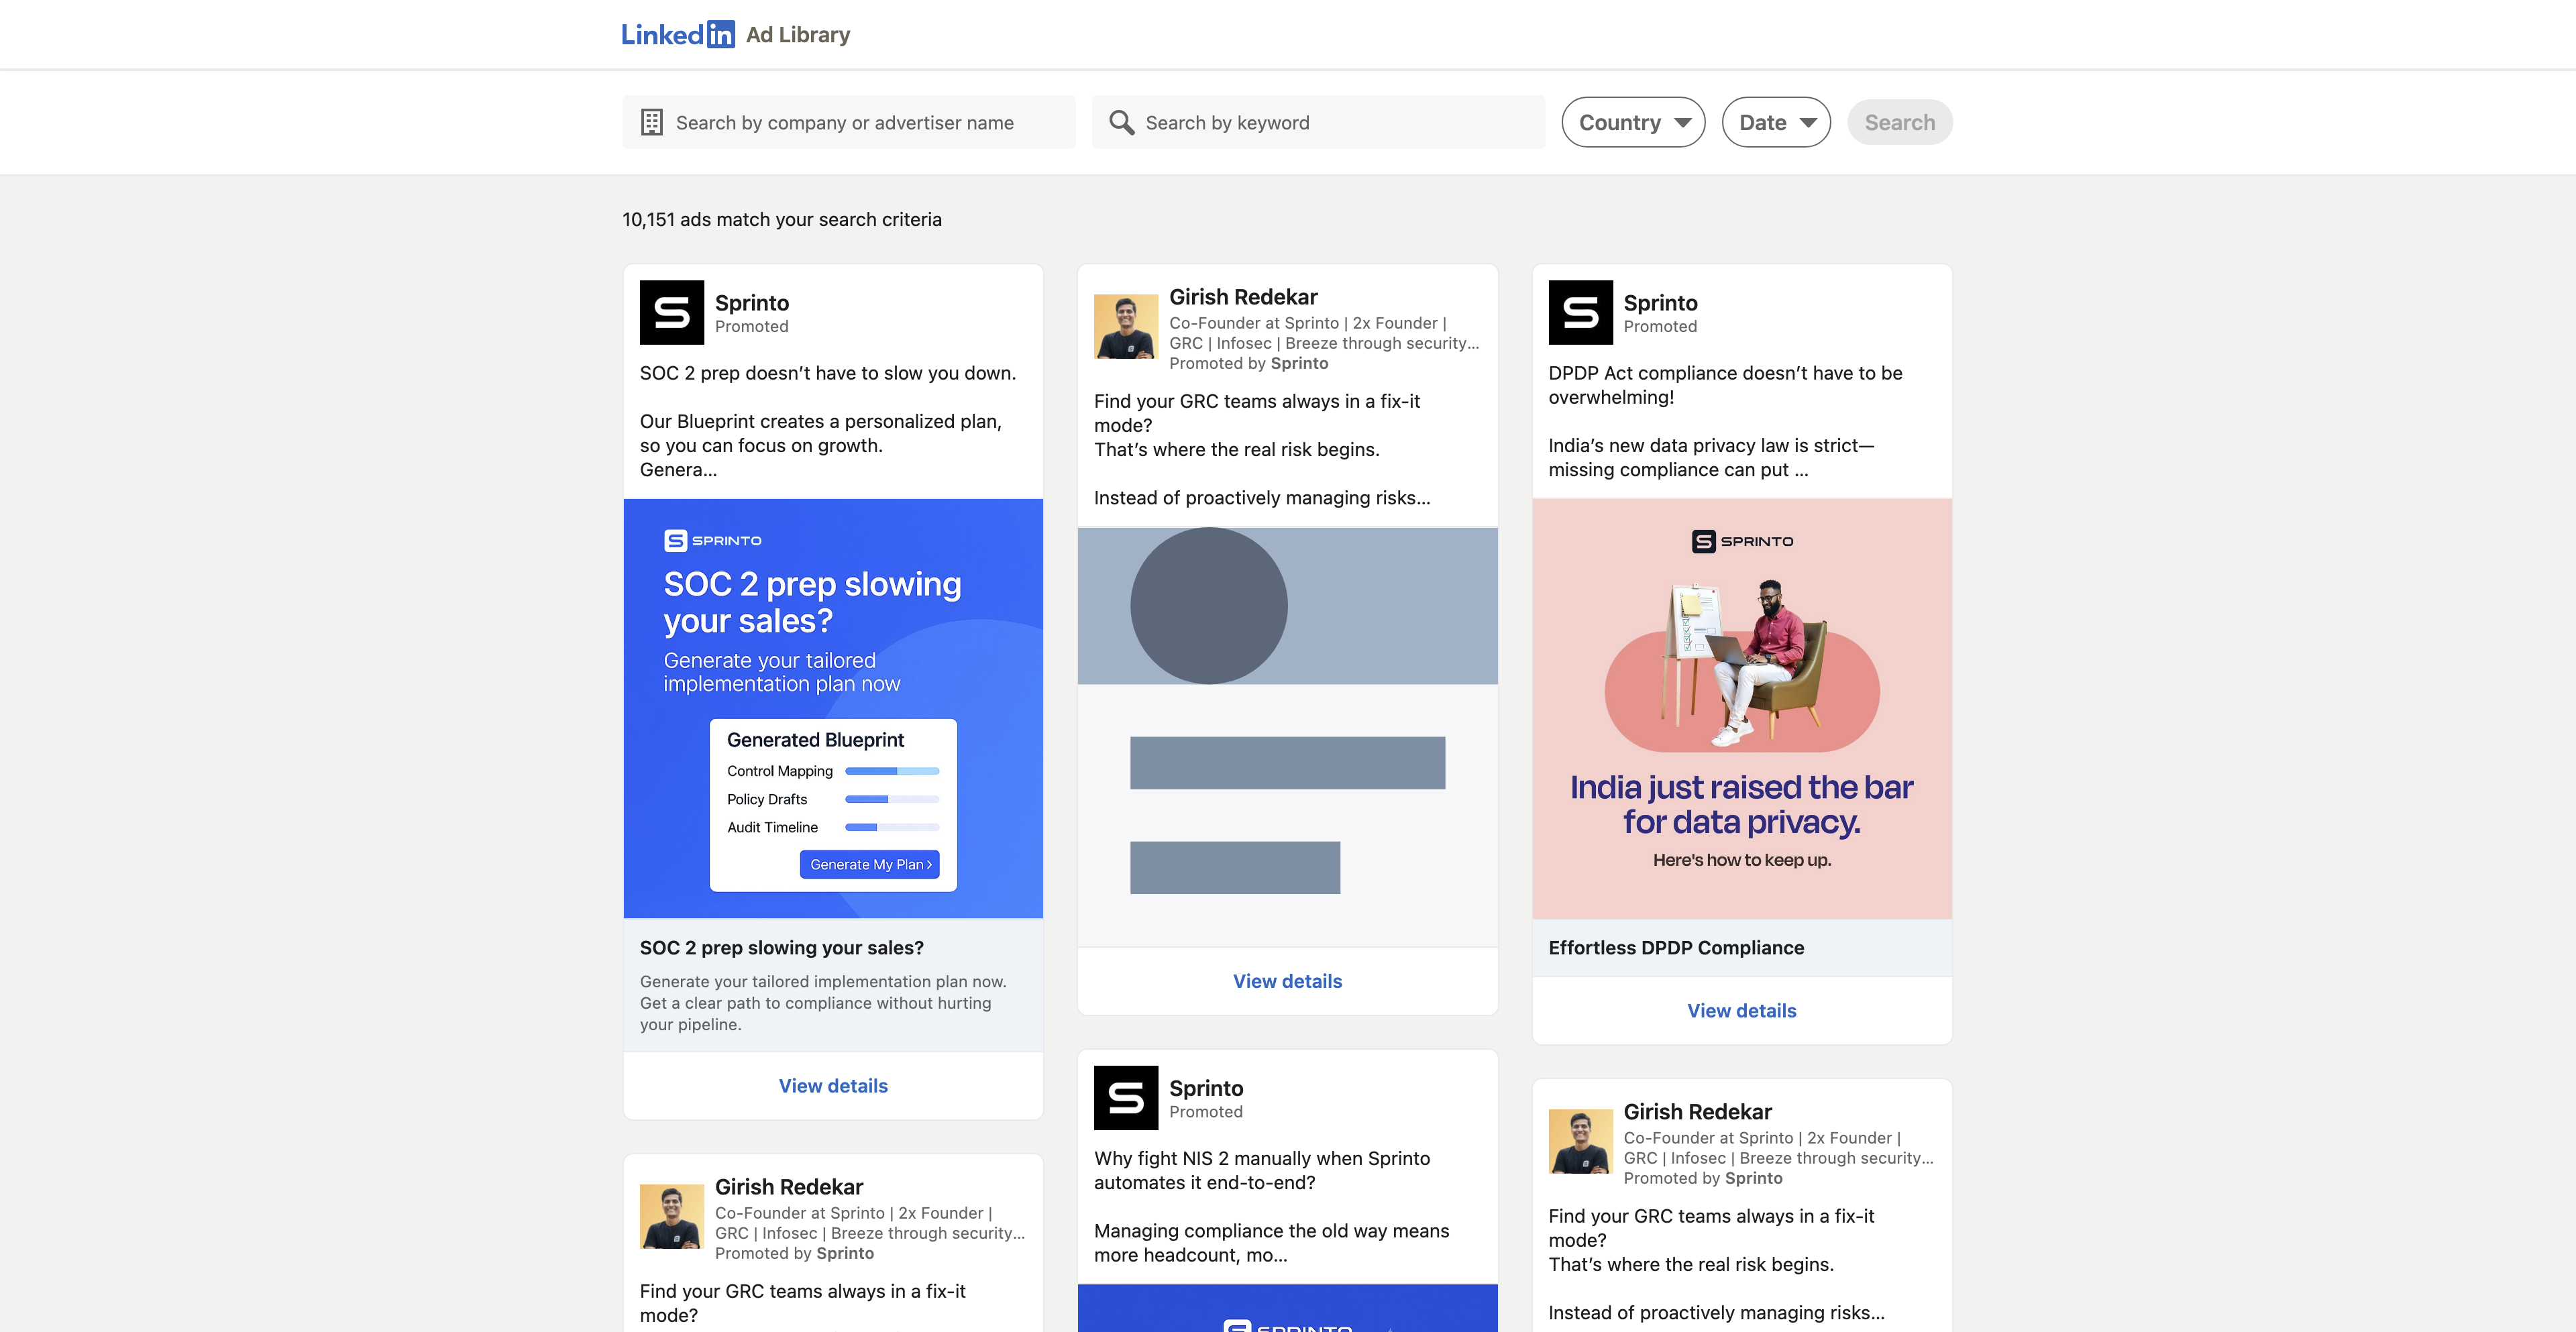 LinkedIn Ad Library
Search by company or advertiser name
Search by keyword
Country
Date
Search
10,151 ads match your search criteria
Sprinto
Promoted
SOC 2 prep doesn’t have to slow you down.
Our Blueprint creates a personalized plan,
so you can focus on growth.
Genera...
SPRINTO
SOC 2 prep slowing
your sales?
Generate your tailored
implementation plan now
Generated Blueprint
Control Mapping
Policy Drafts
Audit Timeline
Generate My Plan >
SOC 2 prep slowing your sales?
Generate your tailored implementation plan now.
Get a clear path to compliance without hurting
your pipeline.
View details
Girish Redekar
Co-Founder at Sprinto | 2x Founder |
GRC | Infosec | Breeze through security...
Promoted by Sprinto
Find your GRC teams always in a fix-it
mode?
Girish Redekar
Co-Founder at Sprinto | 2x Founder |
GRC | Infosec | Breeze through security...
Promoted by Sprinto
Find your GRC teams always in a fix-it
mode?
That’s where the real risk begins.
Instead of proactively managing risks...
View details
Sprinto
Promoted
Why fight NIS 2 manually when Sprinto
automates it end-to-end?
Managing compliance the old way means
more headcount, mo...
SPRINTO
Sprinto
Promoted
DPDP Act compliance doesn’t have to be
overwhelming!
India’s new data privacy law is strict—
missing compliance can put ...
SPRINTO
India just raised the bar
for data privacy.
Here's how to keep up.
Effortless DPDP Compliance
View details
Girish Redekar
Co-Founder at Sprinto | 2x Founder |
GRC | Infosec | Breeze through security...
Promoted by Sprinto
Find your GRC teams always in a fix-it
mode?
That’s where the real risk begins.
Instead of proactively managing risks...